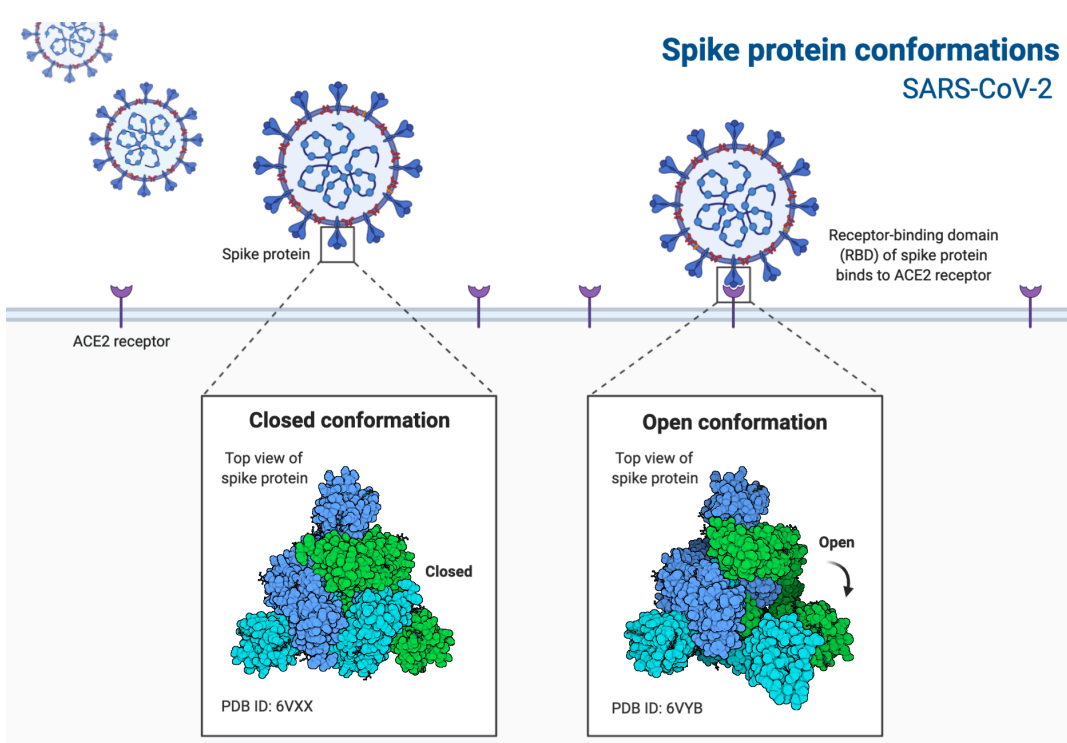 Spike protein conformations
SARS-CoV-2
Spike protein
Receptor-binding domain
(RBD) of spike protein
binds to ACE2 receptor
ACE2 receptor
Closed conformation
Top view of
spike protein
Closed
PDB ID: 6VXX
Open conformation
Top view of
spike protein
Open
PDB ID: 6VYB